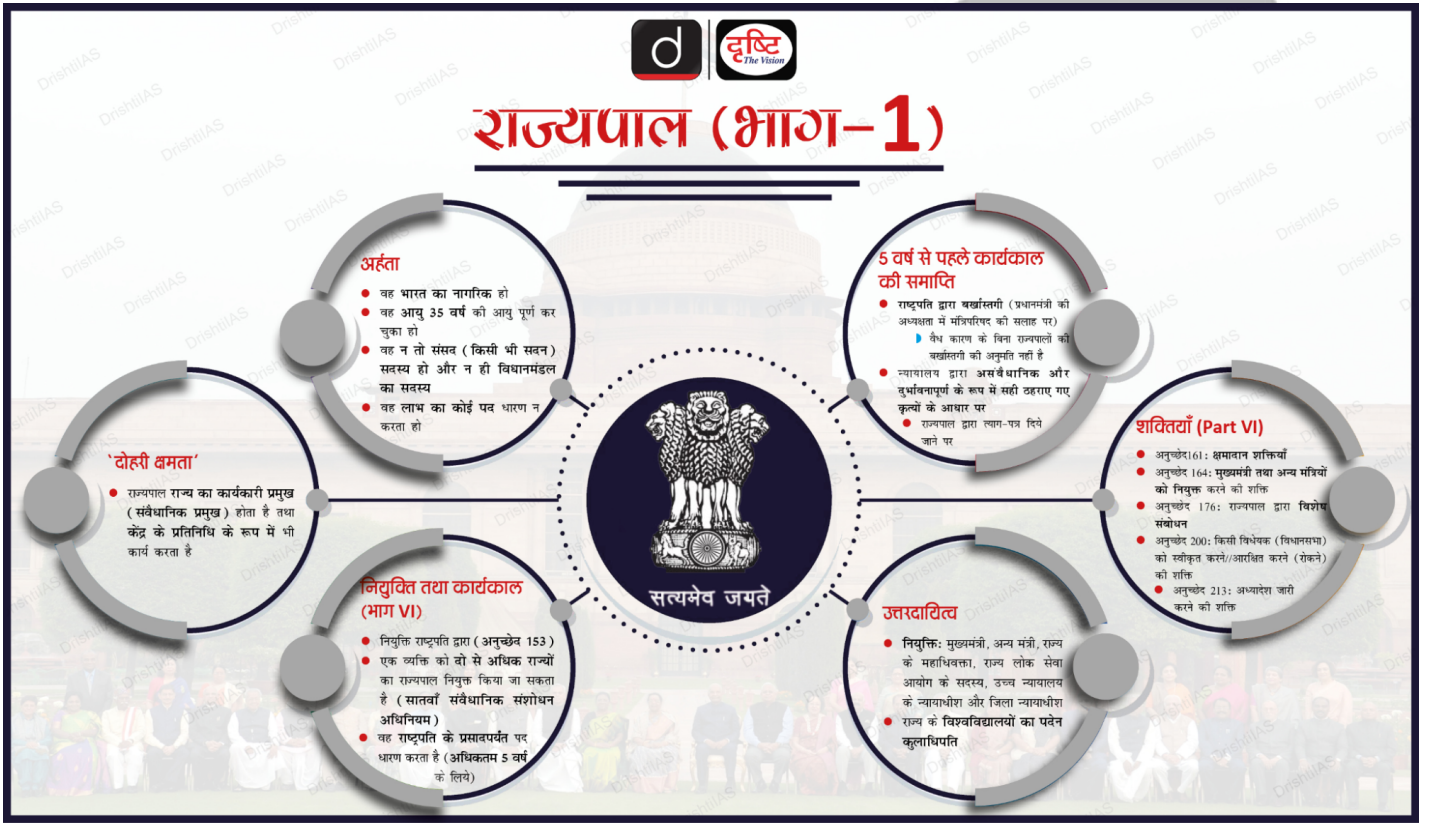 d
दृष्टि
The Vision
राज्यपाल (भाग–1)
अर्हता
वह भारत का नागरिक हो
वह आयु 35 वर्ष की आयु पूर्ण कर
चुका हो
वह न तो संसद (किसी भी सदन)
सदस्य हो और न ही विधानमंडल
का सदस्य
वह लाभ का कोई पद धारण न
करता हो
5 वर्ष से पहले कार्यकाल
की समाप्ति
राष्ट्रपति द्वारा बर्खास्तगी (प्रधानमंत्री की
अध्यक्षता में मंत्रिपरिषद की सलाह पर)
वैध कारण के बिना राज्यपालों की
बर्खास्तगी की अनुमति नहीं है
न्यायालय द्वारा असंवैधानिक और
दुर्भावनापूर्ण के रूप में सही ठहराए गए
कृत्यों के आधार पर
राज्यपाल द्वारा त्याग-पत्र दिये
जाने पर
'दोहरी क्षमता'
राज्यपाल राज्य का कार्यकारी प्रमुख
(संवैधानिक प्रमुख) होता है तथा
केंद्र के प्रतिनिधि के रूप में भी
कार्य करता है
शक्तियाँ (Part VI)
अनुच्छेद161: क्षमादान शक्तियाँ
अनुच्छेद 164: मुख्यमंत्री तथा अन्य मंत्रियों
को नियुक्त करने की शक्ति
अनुच्छेद 176: राज्यपाल द्वारा विशेष
संबोधन
अनुच्छेद 200: किसी विधेयक (विधानसभा)
को स्वीकृत करने//आरक्षित करने (रोकने)
की शक्ति
अनुच्छेद 213: अध्यादेश जारी
करने की शक्ति
सत्यमेव जयते
नियुक्ति तथा कार्यकाल
(भाग VI)
नियुक्ति राष्ट्रपति द्वारा (अनुच्छेव 153)
एक व्यक्ति को वो से अधिक राज्यों
का राज्यपाल नियुक्त किया जा सकता
है (सातवाँ संवैधानिक संशोधन
अधिनियम)
वह राष्ट्रपति के प्रसादपर्यंत पद
धारण करता है (अधिकतम 5 वर्ष
के लिये)
उत्तरदायित्व
नियुक्ति: मुख्यमंत्री, अन्य मंत्री, राज्य
के महाधिवक्ता, राज्य लोक सेवा
आयोग के सदस्य, उच्च न्यायालय
के न्यायाधीश और जिला न्यायाधीश
राज्य के विश्वविद्यालयों का पवेन
कुलाधिपति
DrishtiIAS